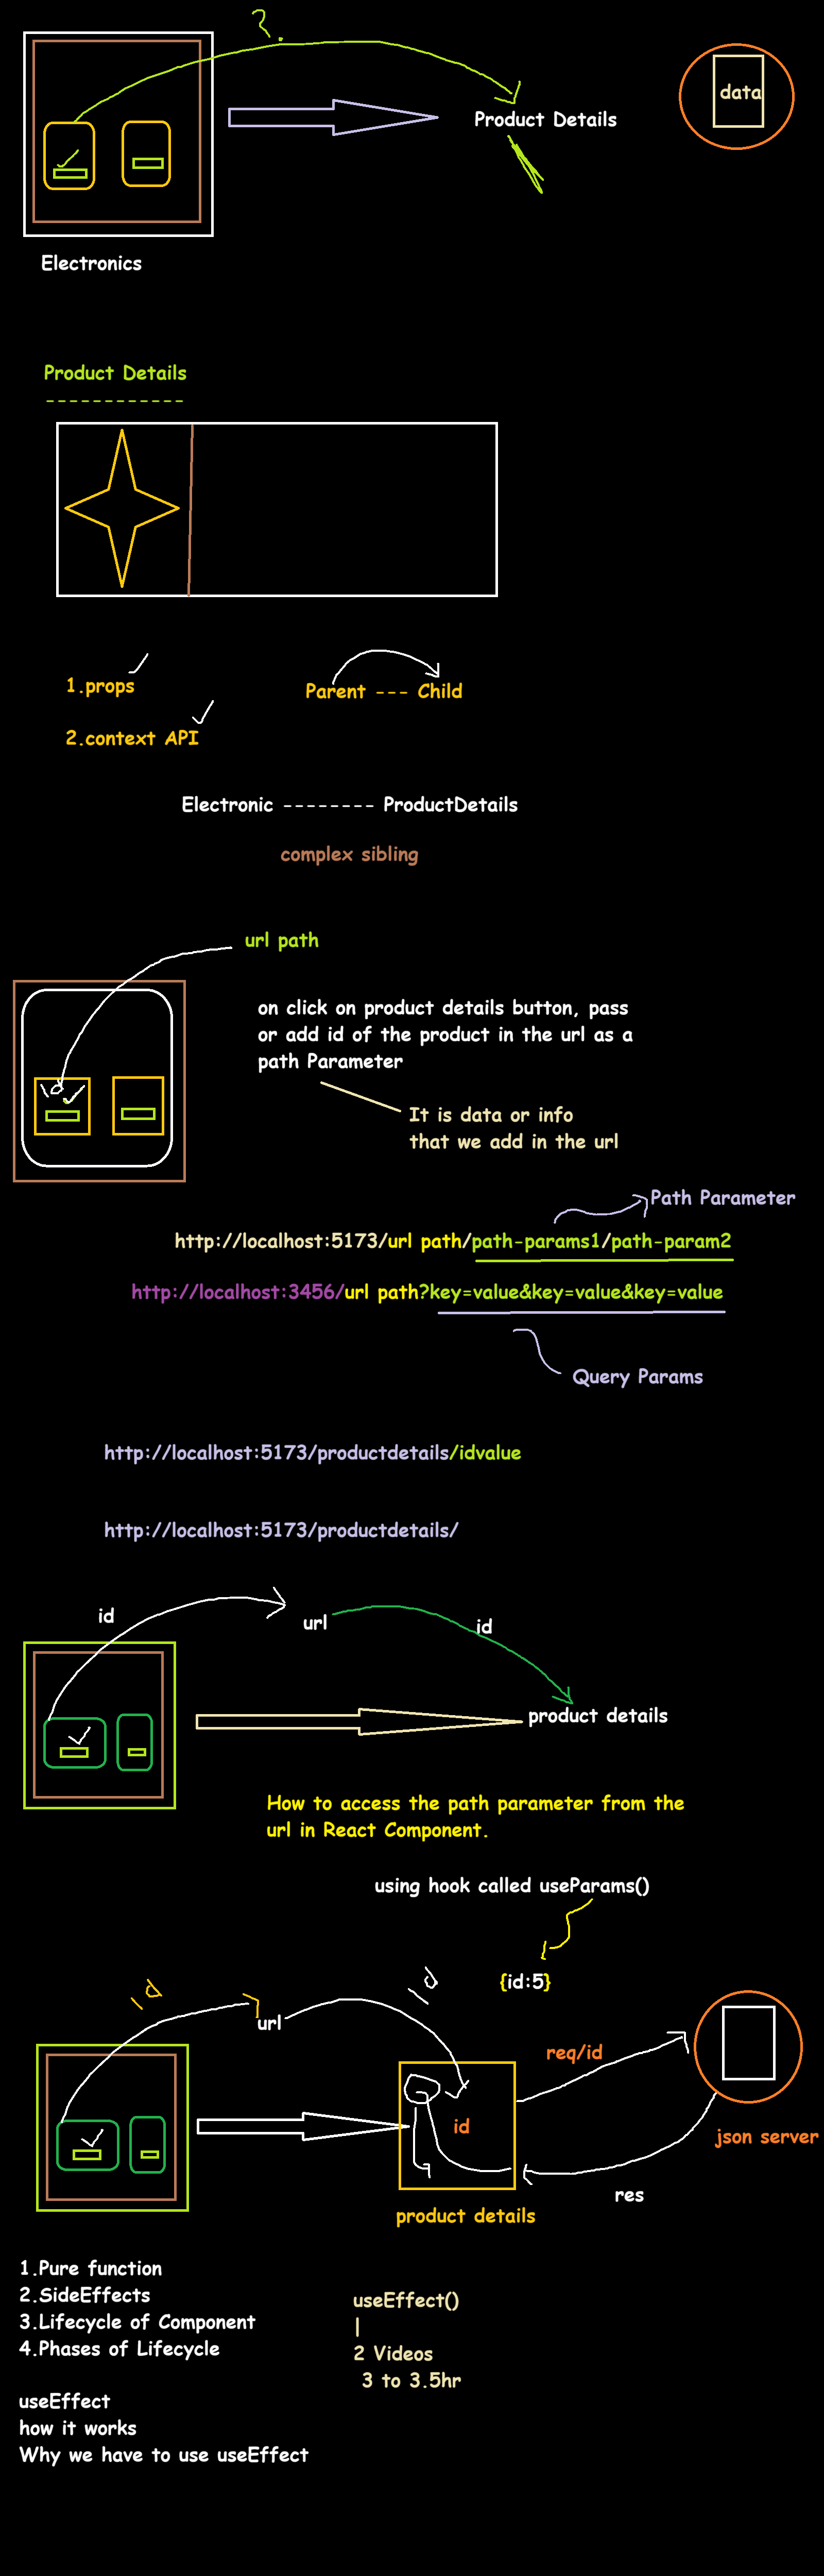 ?.
data
Product Details
Electronics
Product Details
------------
1.props
Parent --- Child
2.context API
Electronic -------- ProductDetails
complex sibling
url path
on click on product details button, pass
or add id of the product in the url as a
path Parameter
id
It is data or info
that we add in the url
Path Parameter
http://localhost:5173/url path/path-params1/path-param2
http://localhost:3456/url path?key=value&key=value&key=value
Query Params
http://localhost:5173/productdetails/idvalue
http://localhost:5173/productdetails/
id
url
id
product details
How to access the path parameter from the
url in React Component.
using hook called useParams()
id
id
{id:5}
url
req/id
id
json server
res
product details
1.Pure function
2.SideEffects
3.Lifecycle of Component
4.Phases of Lifecycle
useEffect()
|
2 Videos
3 to 3.5hr
useEffect
how it works
Why we have to use useEffect